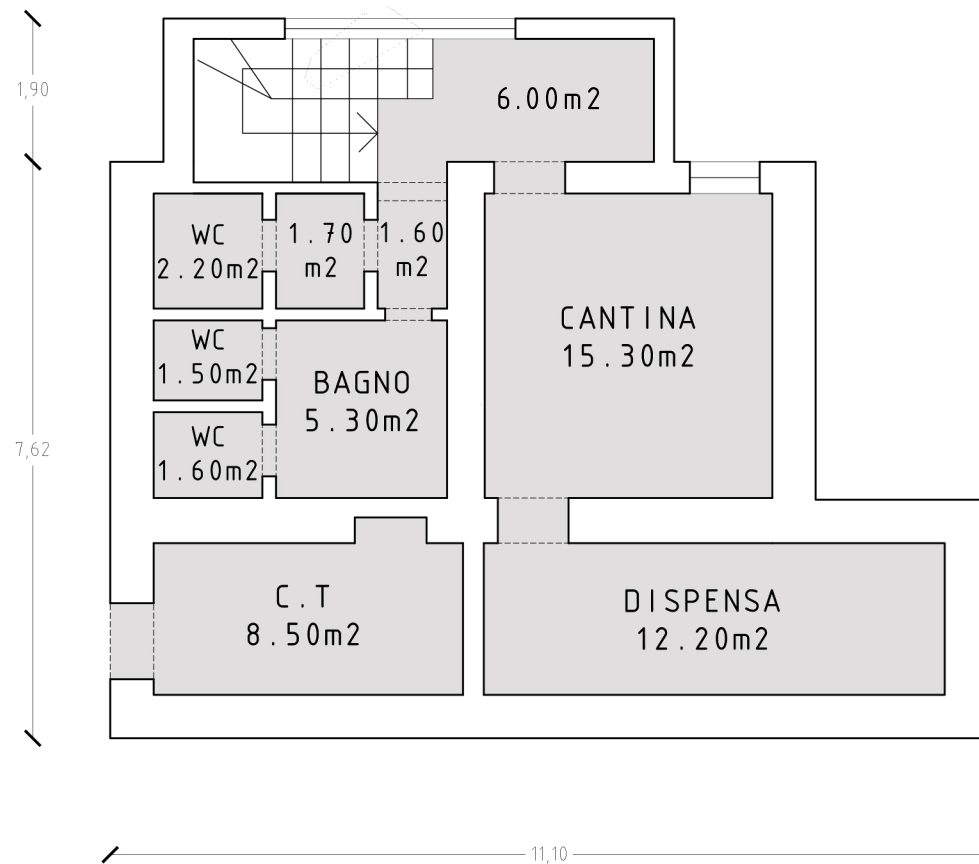 1,90
6.00m2
WC
2.20m2
1.70
m2
1.60
m2
WC
1.50m2
CANTINA
15.30m2
BAGNO
5.30m2
WC
1.60m2
7,62
C.T
8.50m2
DISPENSA
12.20m2
11,10